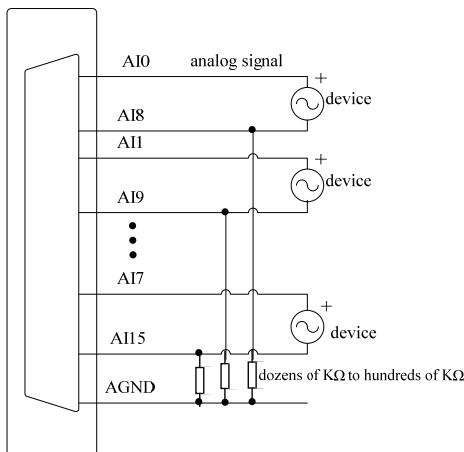 AI0 analog signal
+
device
AI8
AI1
+
device
AI9
AI7
+
device
AI15
dozens of KΩ to hundreds of KΩ
AGND